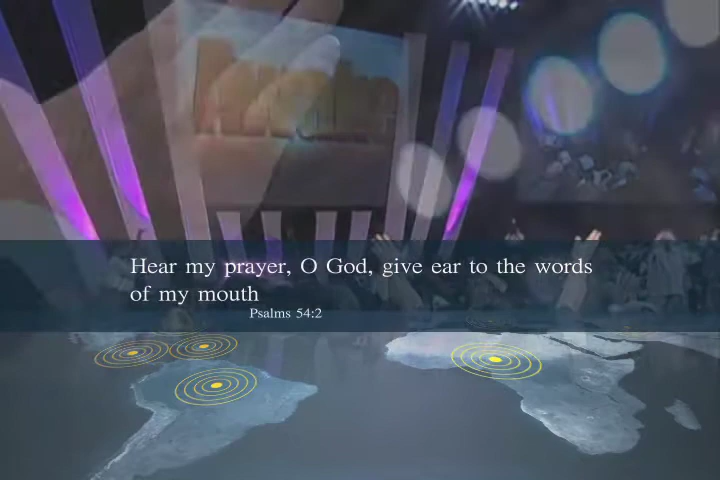 Hear my prayer, O God, give ear to the words
of my mouth
Psalms 54:2